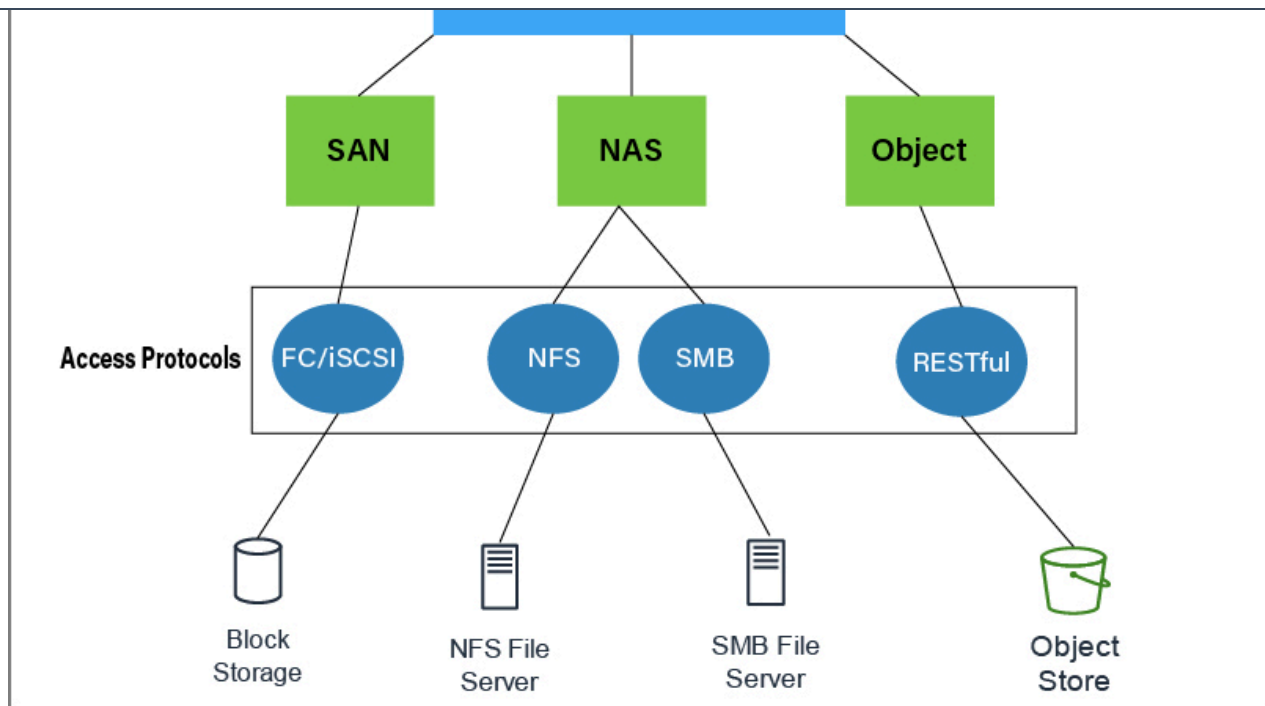 SAN
NAS
Object
Access Protocols
FC/iSCSI
NFS
SMB
RESTful
Block
Storage
NFS File
Server
SMB File
Server
Object
Store